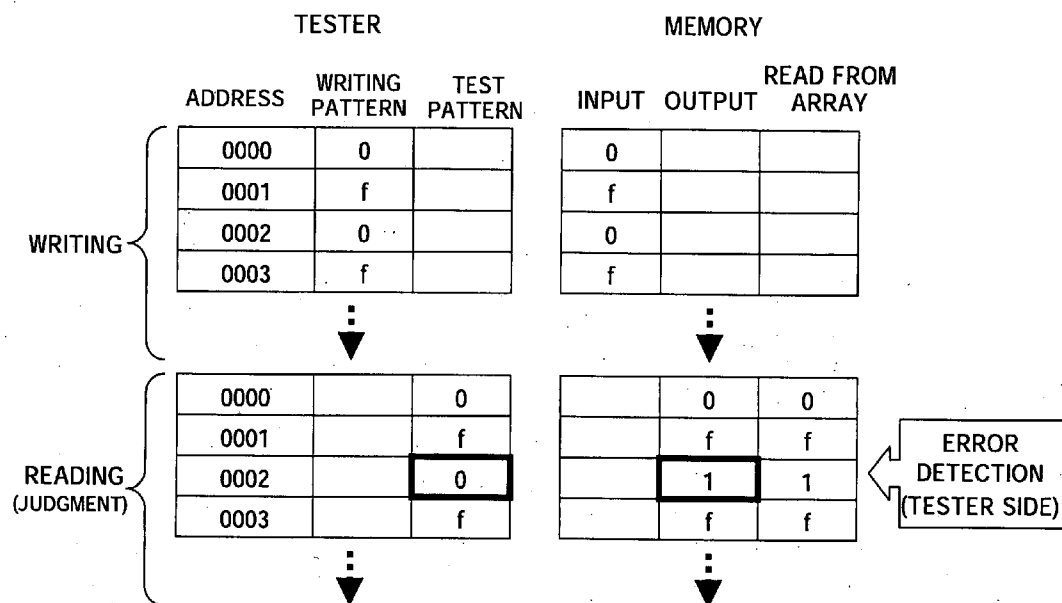 TESTER MEMORY
ADDRESS WRITING PATTERN TEST PATTERN INPUT OUTPUT READ FROM ARRAY
WRITING
0000 0 0
0001 f f
0002 0 0
0003 f f
READING
(JUDGMENT)
0000 0 0 0
0001 f f f
0002 0 1 1
0003 f f f
ERROR
DETECTION
(TESTER SIDE)